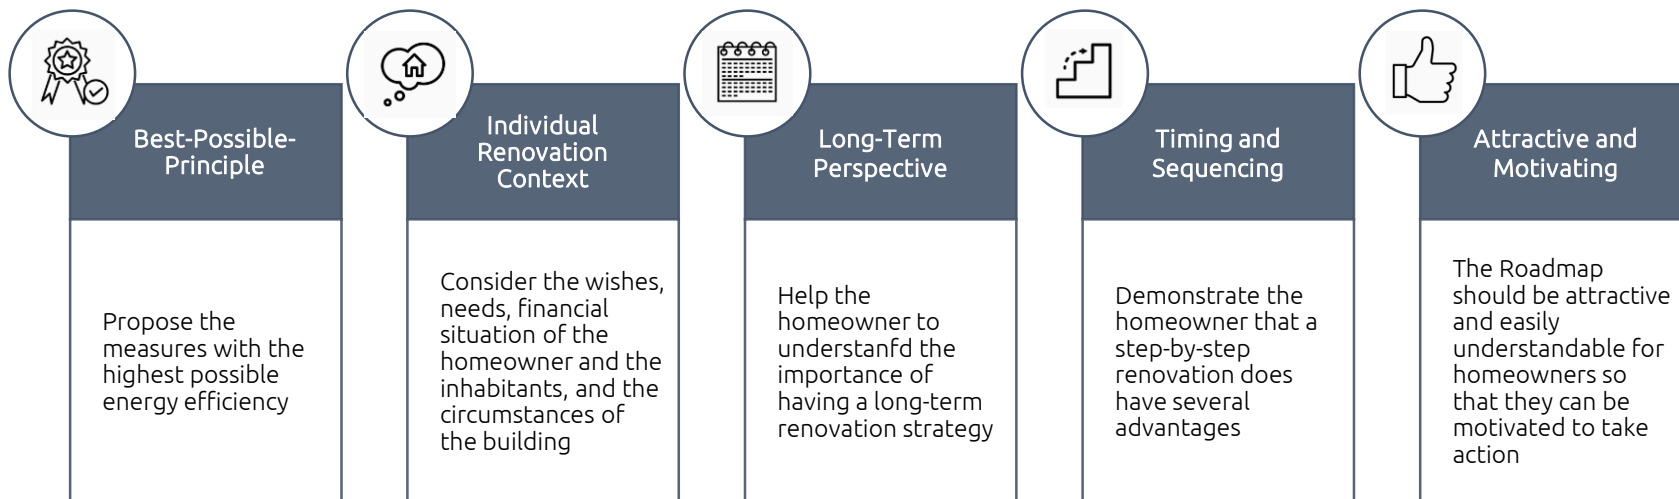 Best-Possible-
Principle
Propose the
measures with the
highest possible
energy efficiency
Individual
Renovation
Context
Consider the wishes,
needs, financial
situation of the
homeowner and the
inhabitants, and the
circumstances of
the building
Long-Term
Perspective
Help the
homeowner to
understanfd the
importance of
having a long-term
renovation strategy
Timing and
Sequencing
Demonstrate the
homeowner that a
step-by-step
renovation does
have several
advantages
Attractive and
Motivating
The Roadmap
should be attractive
and easily
understandable for
homeowners so
that they can be
motivated to take
action